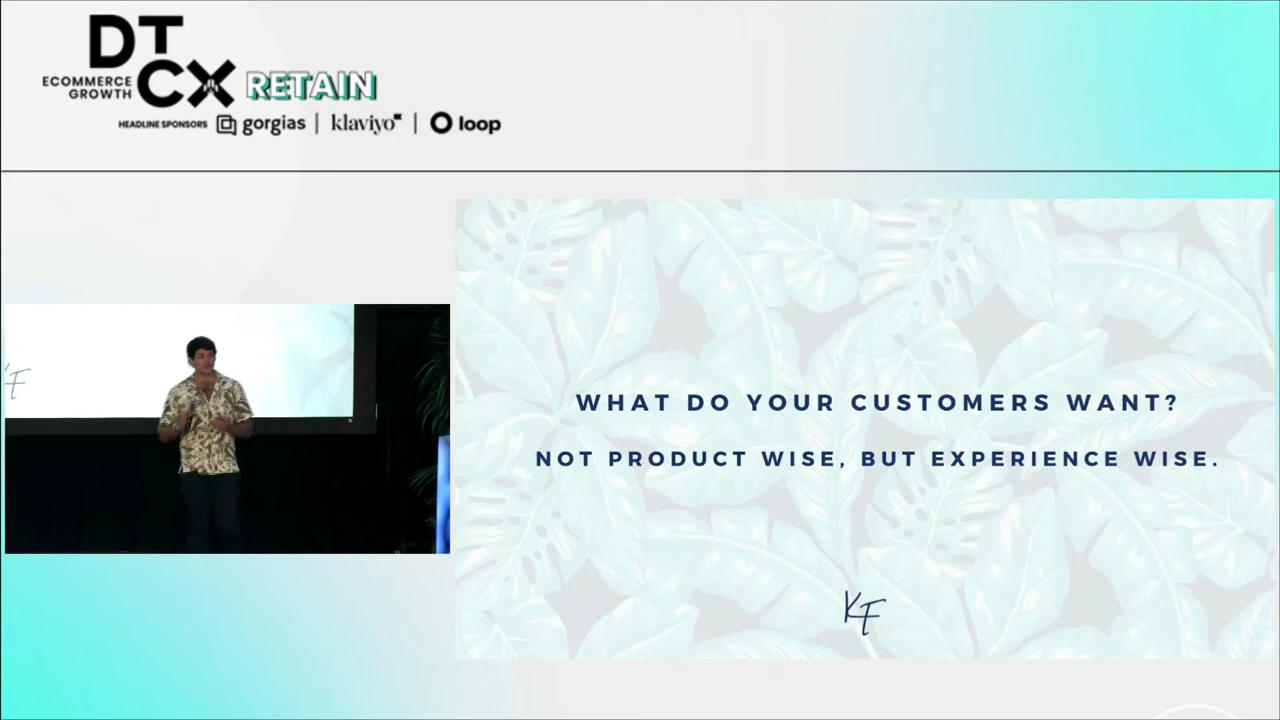 DT
ECOMMERCE
GROWTH
CX
RETAIN
HEADLINE SPONSORS gorgias | klaviyo | loop
WHAT DO YOUR CUSTOMERS WANT?
NOT PRODUCT WISE, BUT EXPERIENCE WISE.
KF
KF